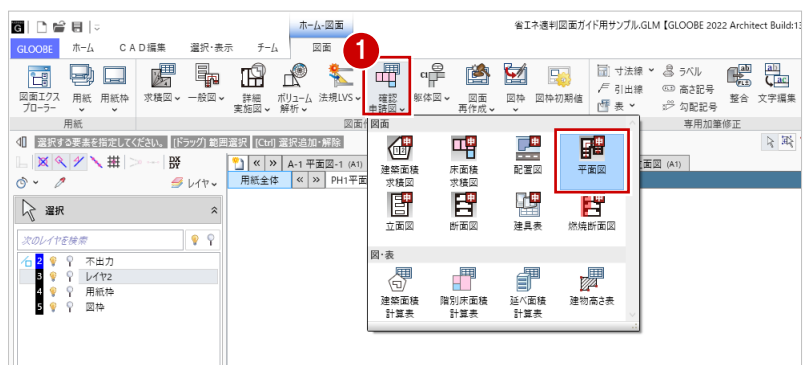 ホーム-図面
省エネ適判図面ガイド用サンプル.GLM【GLOOBE 2022 Architect Build:13
GLOOBE ホーム CAD編集 選択・表示 チーム 図面
1
図面エクス
プローラー
用紙 用紙枠 求積図 一般図
詳細
実施図
ボリューム
解析
法規LVS
確認
申請図
躯体図
図面
再作成
図枠 図枠初期値
寸法線 ラベル
引出線 高さ記号
表 勾配記号
整合 文字編集
用紙 専用加筆修正
選択する要素を指定してください。 [ドラッグ] 範囲選択 [Ctrl] 選択追加・解除
A-1 平面図-1 (A1)
立面図 (A1)
レイヤ
用紙全体 PH1平面
選択
次のレイヤを検索
2 不出力
3 レイヤ2
4 用紙枠
5 図枠
図面
建築面積
求積図
床面積
求積図
配置図 平面図
立面図 断面図 建具表 燃焼断面図
図・表
建築面積
計算表
階別床面積
計算表
延べ面積
計算表
建物高さ表